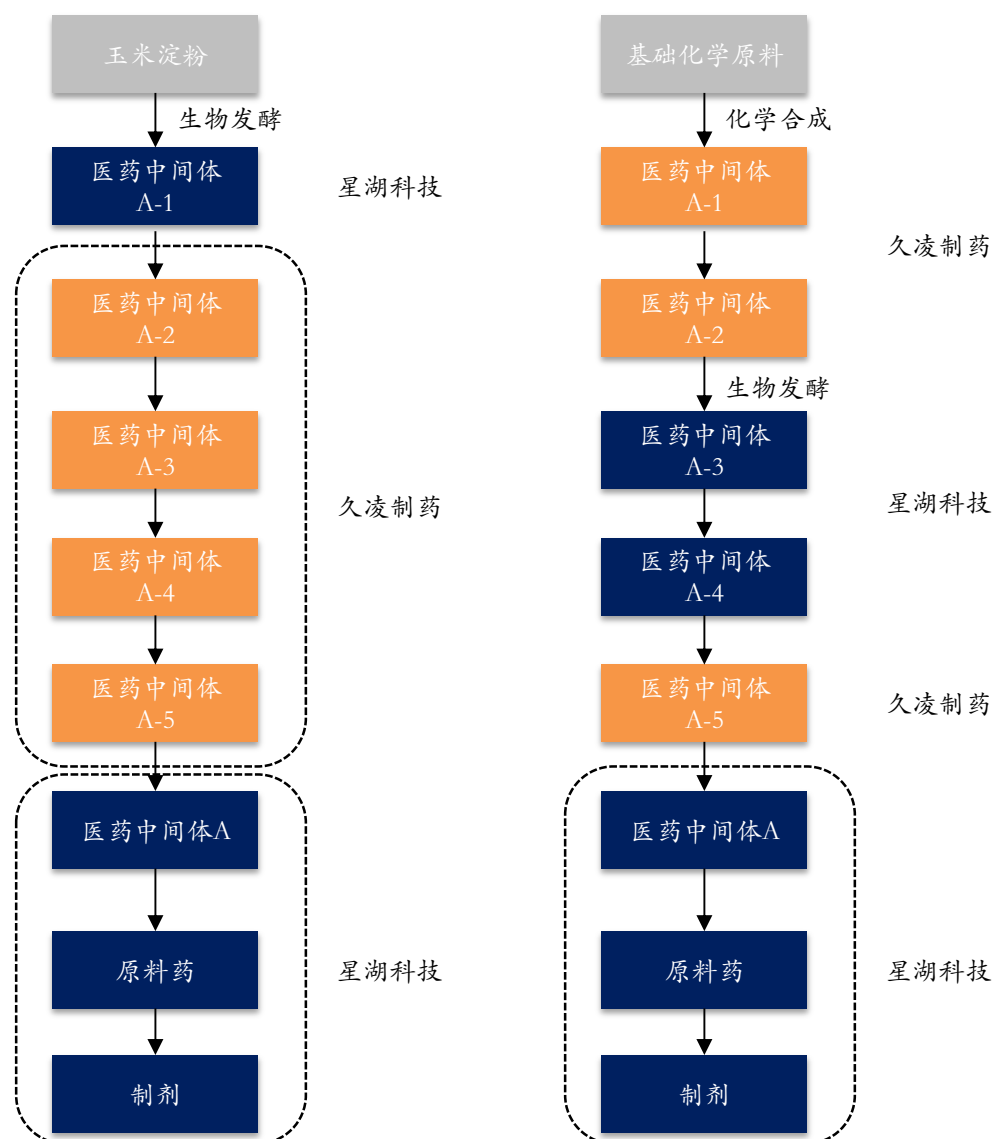 玉米淀粉
生物发酵
医药中间体
A-1
星湖科技
医药中间体
A-2
医药中间体
A-3
久凌制药
医药中间体
A-4
医药中间体
A-5
医药中间体A
原料药
星湖科技
制剂
基础化学原料
化学合成
医药中间体
A-1
久凌制药
医药中间体
A-2
生物发酵
医药中间体
A-3
星湖科技
医药中间体
A-4
医药中间体
A-5
久凌制药
医药中间体A
原料药
星湖科技
制剂